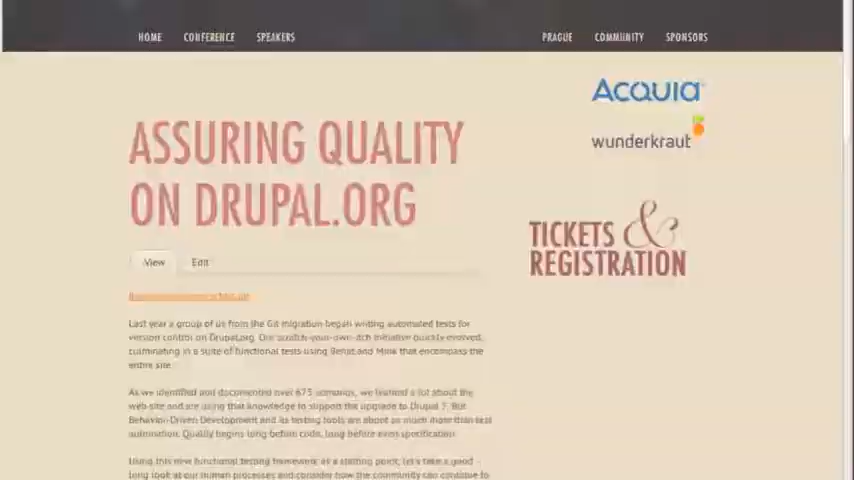 HOME CONFERENCE SPEAKERS PRAGUE COMMUNITY SPONSORS
ACQUIA
wunderkraut
ASSURING QUALITY
ON DRUPAL.ORG
TICKETS &
REGISTRATION
View Edit
Last year a group of us from the Git migration began writing automated tests for
version control on Drupal.org. Our scratch-your-own-itch initiative quickly evolved,
culminating in a suite of functional tests using Behat and Mink that encompass the
entire site.
As we identified and documented over 675 scenarios, we learned a lot about the
web site and are using that knowledge to support the upgrade to Drupal 7. But
Behavior-Driven Development and its testing tools are about so much more than test
automation. Quality begins long before code, long before even specification.
Using this new functional testing framework as a starting point, let's take a good
long look at our human processes and consider how the community can continue to